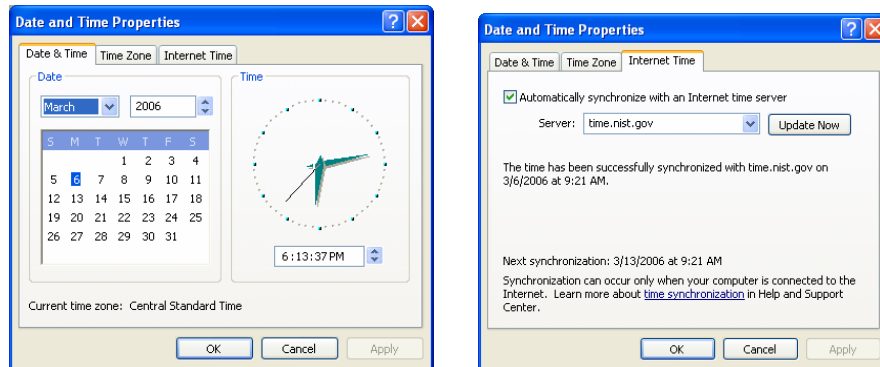 Date and Time Properties
Date & Time Time Zone Internet Time
Date
March 2006
S M T W T F S
1 2 3 4
5 6 7 8 9 10 11
12 13 14 15 16 17 18
19 20 21 22 23 24 25
26 27 28 29 30 31
Time
6:13:37 PM
Current time zone: Central Standard Time
OK Cancel Apply
Date and Time Properties
Date & Time Time Zone Internet Time
Automatically synchronize with an Internet time server
Server: time.nist.gov Update Now
The time has been successfully synchronized with time.nist.gov on
3/6/2006 at 9:21 AM.
Next synchronization: 3/13/2006 at 9:21 AM
Synchronization can occur only when your computer is connected to the
Internet. Learn more about time synchronization in Help and Support
Center.
OK Cancel Apply